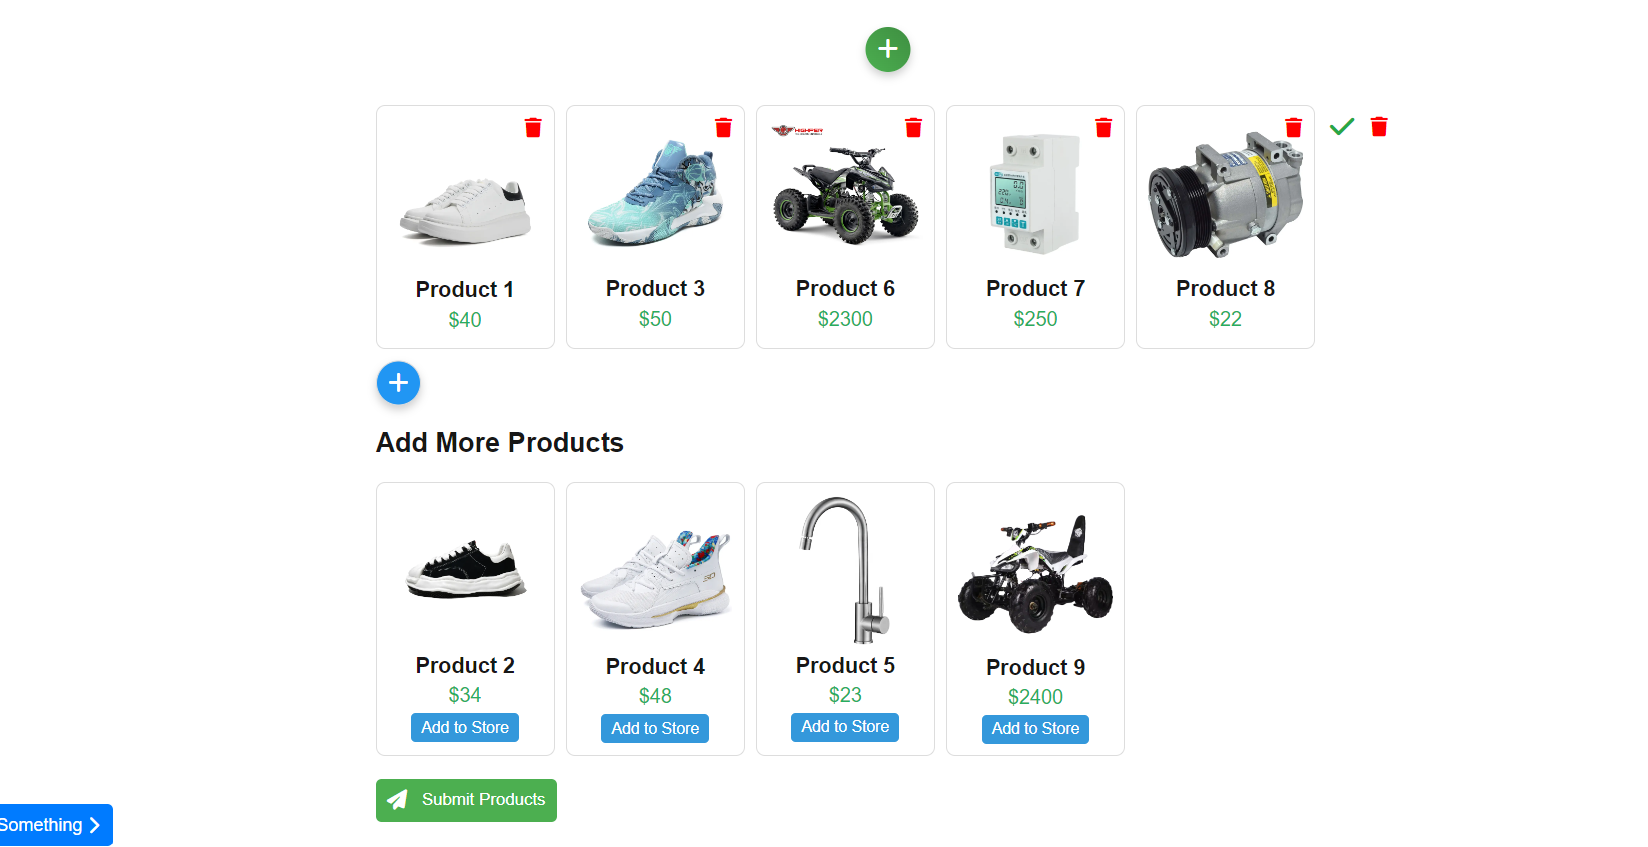 HIGHPER
Product 1
$40
Product 3
$50
Product 6
$2300
Product 7
$250
Product 8
$22
Add More Products
Product 2
$34
Add to Store
Product 4
$48
Add to Store
Product 5
$23
Add to Store
Product 9
$2400
Add to Store
Submit Products
Something